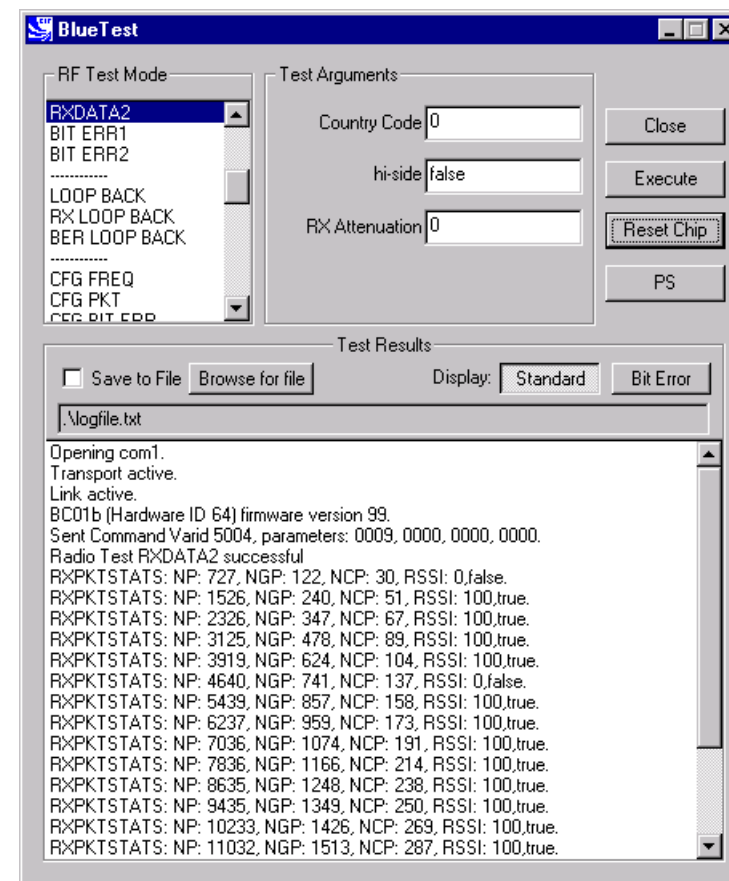 BlueTest
RF Test Mode
RXDATA2
BIT ERR1
BIT ERR2
------------
LOOP BACK
RX LOOP BACK
BER LOOP BACK
------------
CFG FREQ
CFG PKT
CFG BIT ERR
Test Arguments
Country Code 0
hi-side false
RX Attenuation 0
Close
Execute
Reset Chip
PS
Test Results
Save to File Browse for file Display: Standard Bit Error
.\logfile.txt
Opening com1.
Transport active.
Link active.
BC01b (Hardware ID 64) firmware version 99.
Sent Command Varid 5004, parameters: 0009, 0000, 0000, 0000.
Radio Test RXDATA2 successful
RXPKTSTATS: NP: 727, NGP: 122, NCP: 30, RSSI: 0,false.
RXPKTSTATS: NP: 1526, NGP: 240, NCP: 51, RSSI: 100,true.
RXPKTSTATS: NP: 2326, NGP: 347, NCP: 67, RSSI: 100,true.
RXPKTSTATS: NP: 3125, NGP: 478, NCP: 89, RSSI: 100,true.
RXPKTSTATS: NP: 3919, NGP: 624, NCP: 104, RSSI: 100,true.
RXPKTSTATS: NP: 4640, NGP: 741, NCP: 137, RSSI: 0,false.
RXPKTSTATS: NP: 5439, NGP: 857, NCP: 158, RSSI: 100,true.
RXPKTSTATS: NP: 6237, NGP: 959, NCP: 173, RSSI: 100,true.
RXPKTSTATS: NP: 7036, NGP: 1074, NCP: 191, RSSI: 100,true.
RXPKTSTATS: NP: 7836, NGP: 1166, NCP: 214, RSSI: 100,true.
RXPKTSTATS: NP: 8635, NGP: 1248, NCP: 238, RSSI: 100,true.
RXPKTSTATS: NP: 9435, NGP: 1349, NCP: 250, RSSI: 100,true.
RXPKTSTATS: NP: 10233, NGP: 1426, NCP: 269, RSSI: 100,true.
RXPKTSTATS: NP: 11032, NGP: 1513, NCP: 287, RSSI: 100,true.